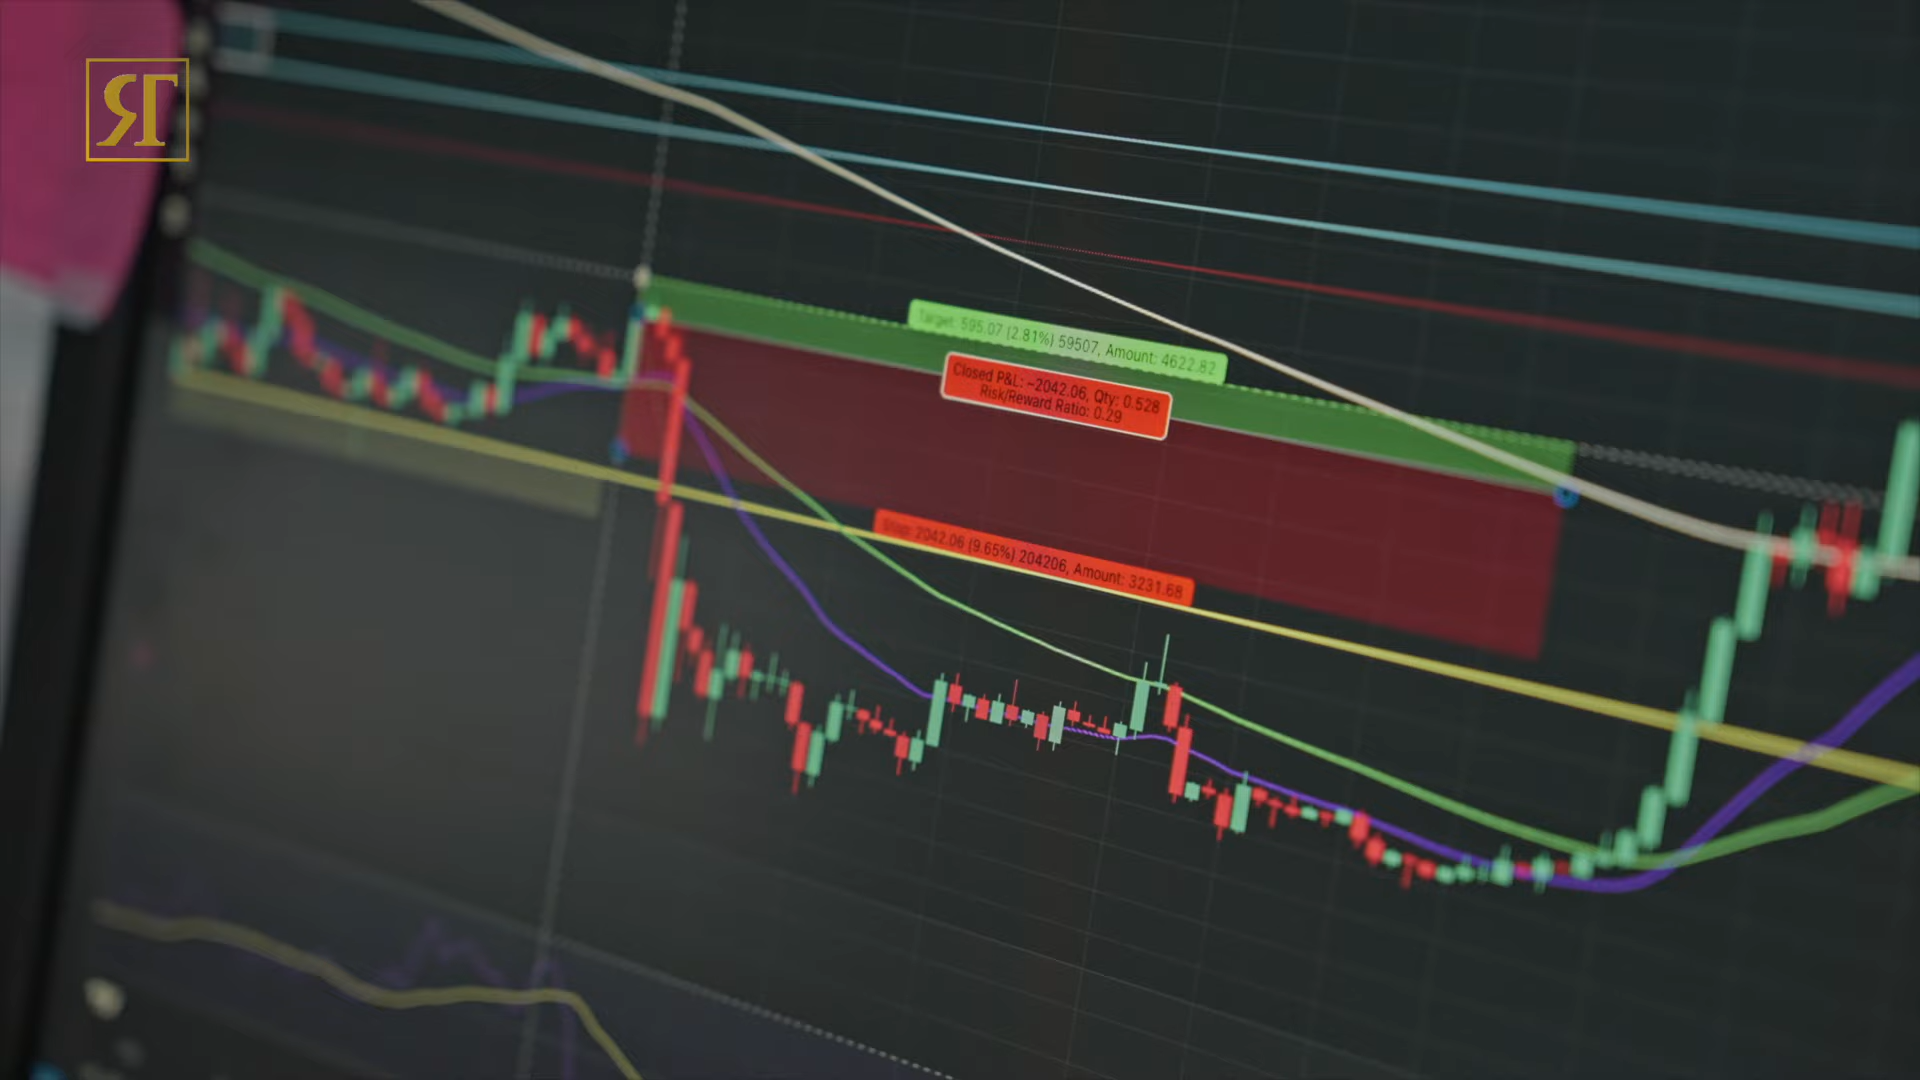 ЯT
Target: 595.07 (2.81%) 59507, Amount: 4622.82
Closed P&L: −2042.06, Qty: 0.528
Risk/Reward Ratio: 0.29
Stop: 2042.06 (9.65%) 204206, Amount: 3231.68